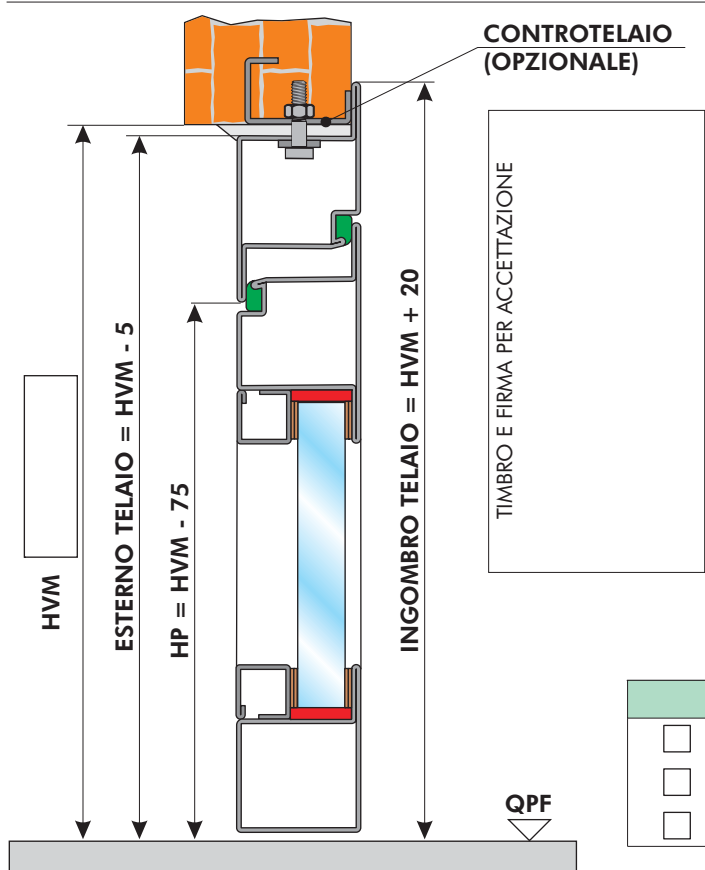 CONTROTELAIO
(OPZIONALE)
TIMBRO E FIRMA PER ACCETTAZIONE
HVM
ESTERNO TELAIO = HVM - 5
HP = HVM - 75
INGOMBRO TELAIO = HVM + 20
QPF